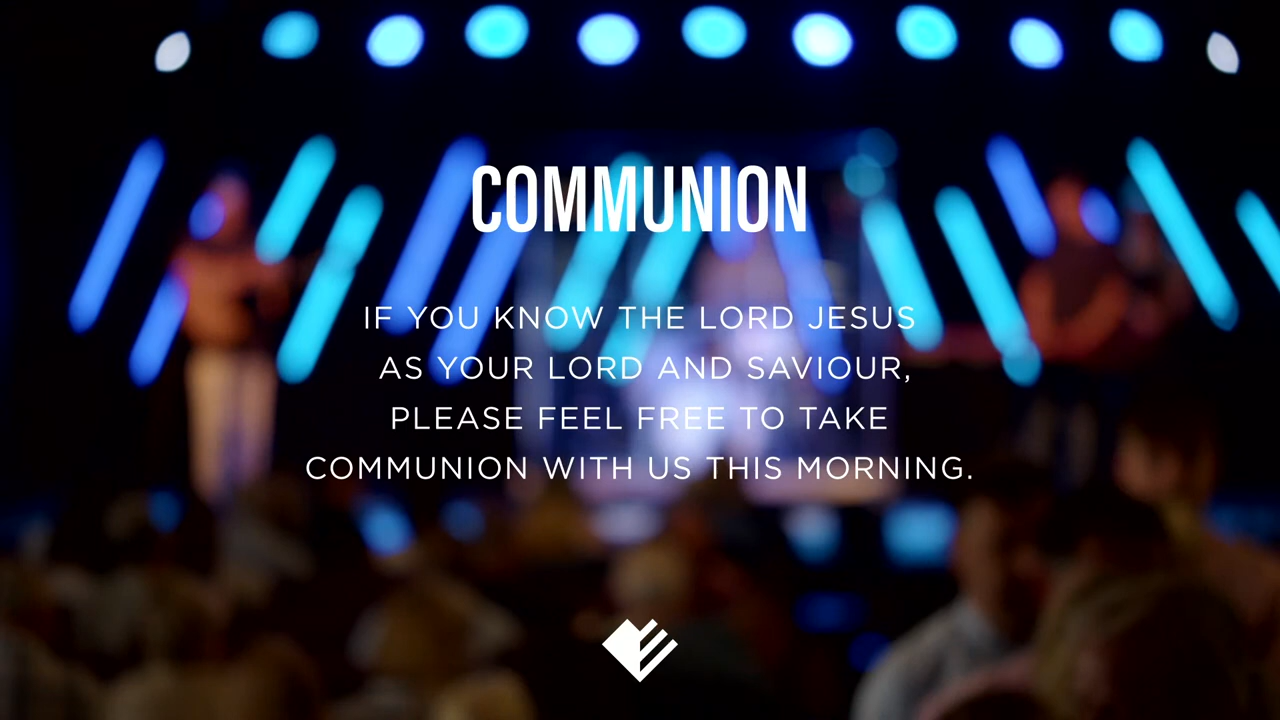 COMMUNION
IF YOU KNOW THE LORD JESUS
AS YOUR LORD AND SAVIOUR,
PLEASE FEEL FREE TO TAKE
COMMUNION WITH US THIS MORNING.